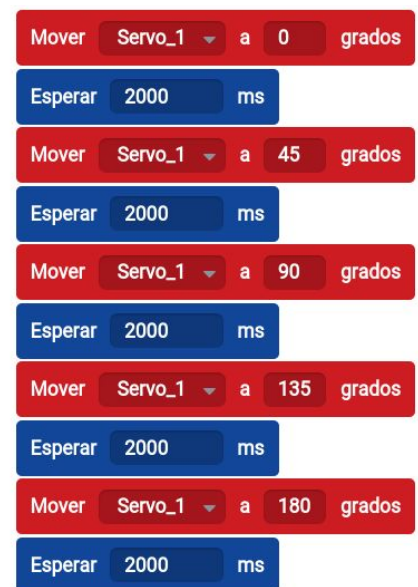 Mover Servo_1 a 0 grados
Esperar 2000 ms
Mover Servo_1 a 45 grados
Esperar 2000 ms
Mover Servo_1 a 90 grados
Esperar 2000 ms
Mover Servo_1 a 135 grados
Esperar 2000 ms
Mover Servo_1 a 180 grados
Esperar 2000 ms